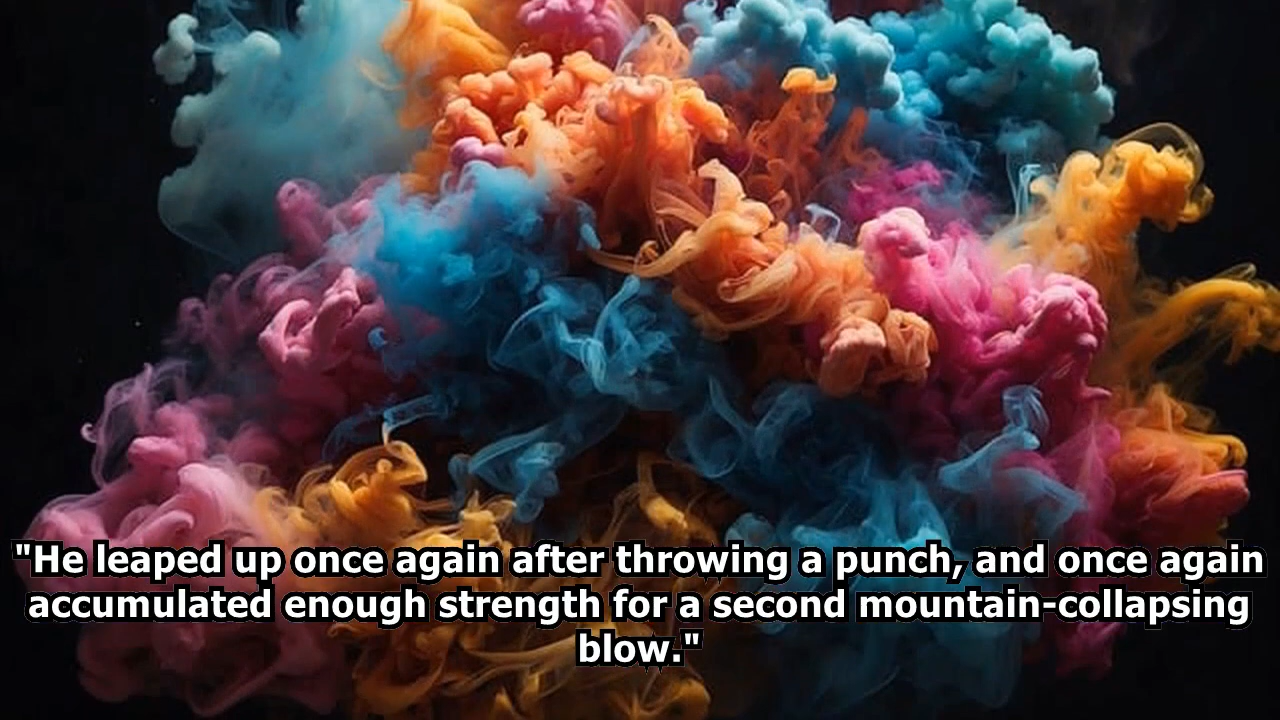 "He leaped up once again after throwing a punch, and once again
accumulated enough strength for a second mountain-collapsing
blow."